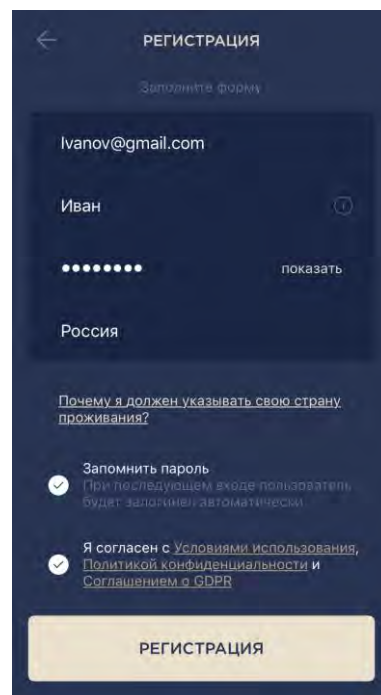 РЕГИСТРАЦИЯ
Заполните форму
Ivanov@gmail.com
Иван
показать
Россия
Почему я должен указывать свою страну
проживания?
Запомнить пароль
При последующем входе пользователь
будет залогинен автоматически
Я согласен с Условиями использования,
Политикой конфиденциальности и
Соглашением о GDPR
РЕГИСТРАЦИЯ